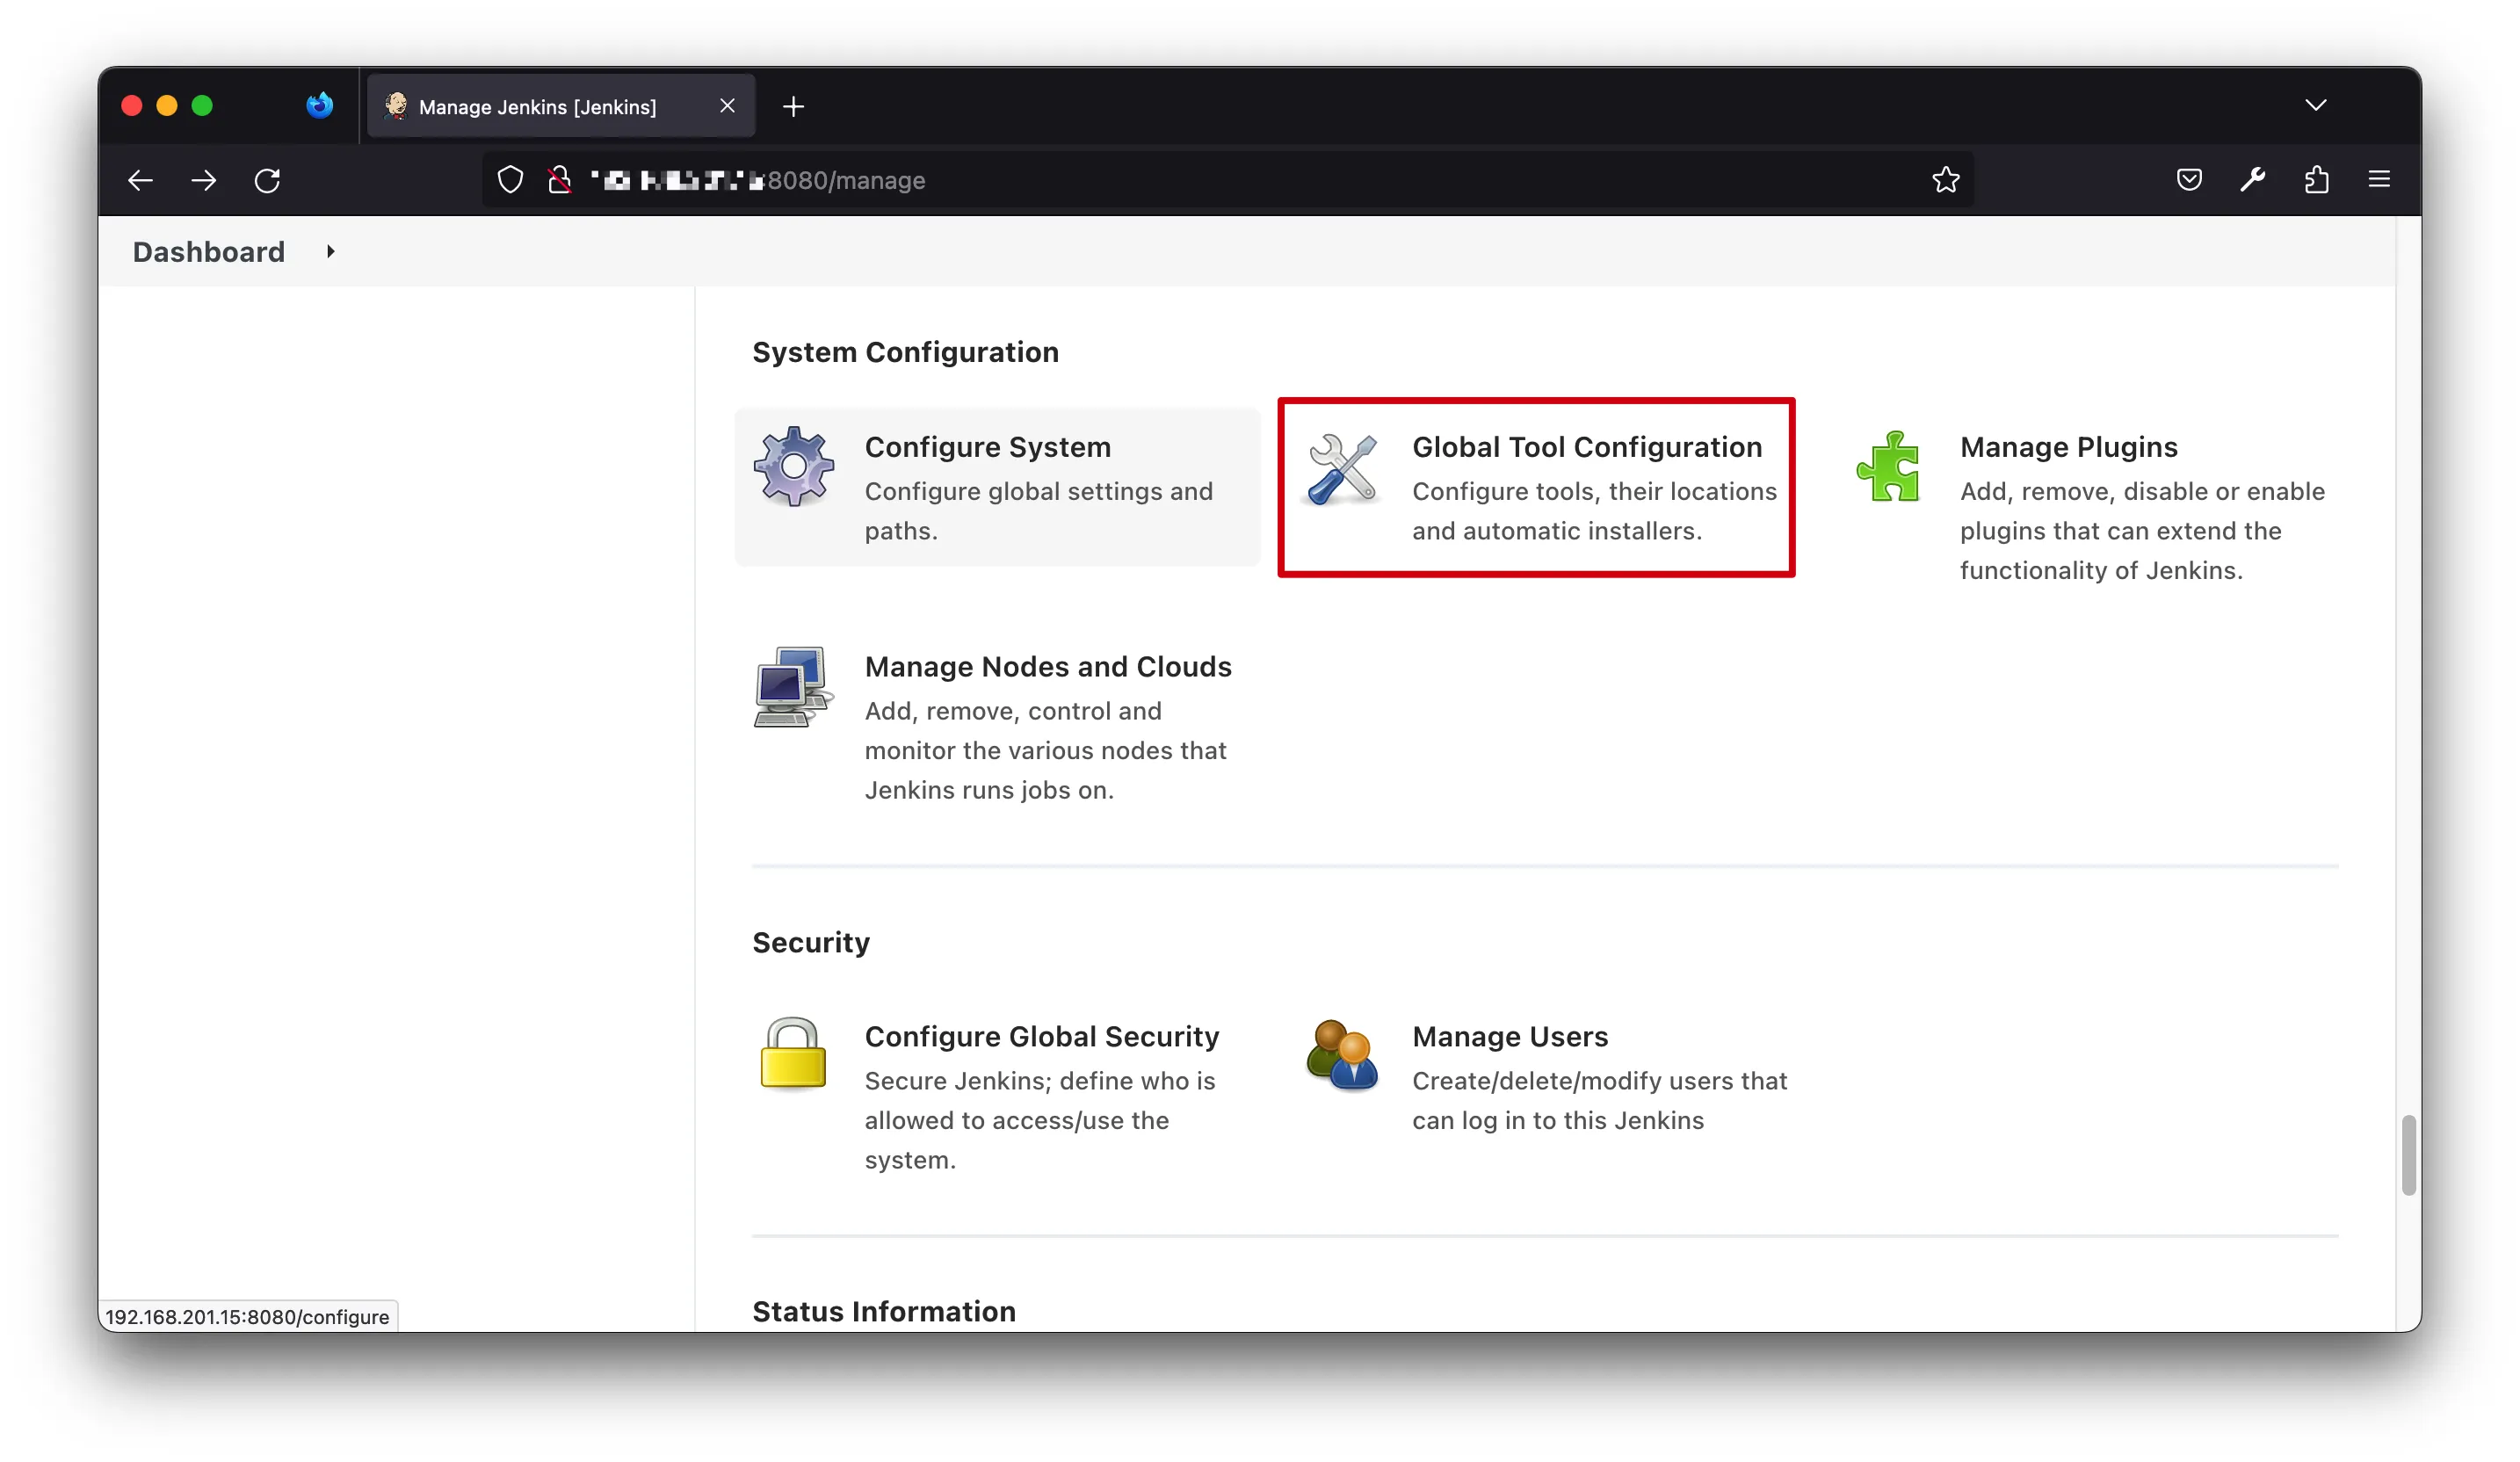 Manage Jenkins [Jenkins]
:8080/manage
Dashboard
System Configuration
Configure System
Configure global settings and
paths.
Global Tool Configuration
Configure tools, their locations
and automatic installers.
Manage Plugins
Add, remove, disable or enable
plugins that can extend the
functionality of Jenkins.
Manage Nodes and Clouds
Add, remove, control and
monitor the various nodes that
Jenkins runs jobs on.
Security
Configure Global Security
Secure Jenkins; define who is
allowed to access/use the
system.
Manage Users
Create/delete/modify users that
can log in to this Jenkins
Status Information
192.168.201.15:8080/configure